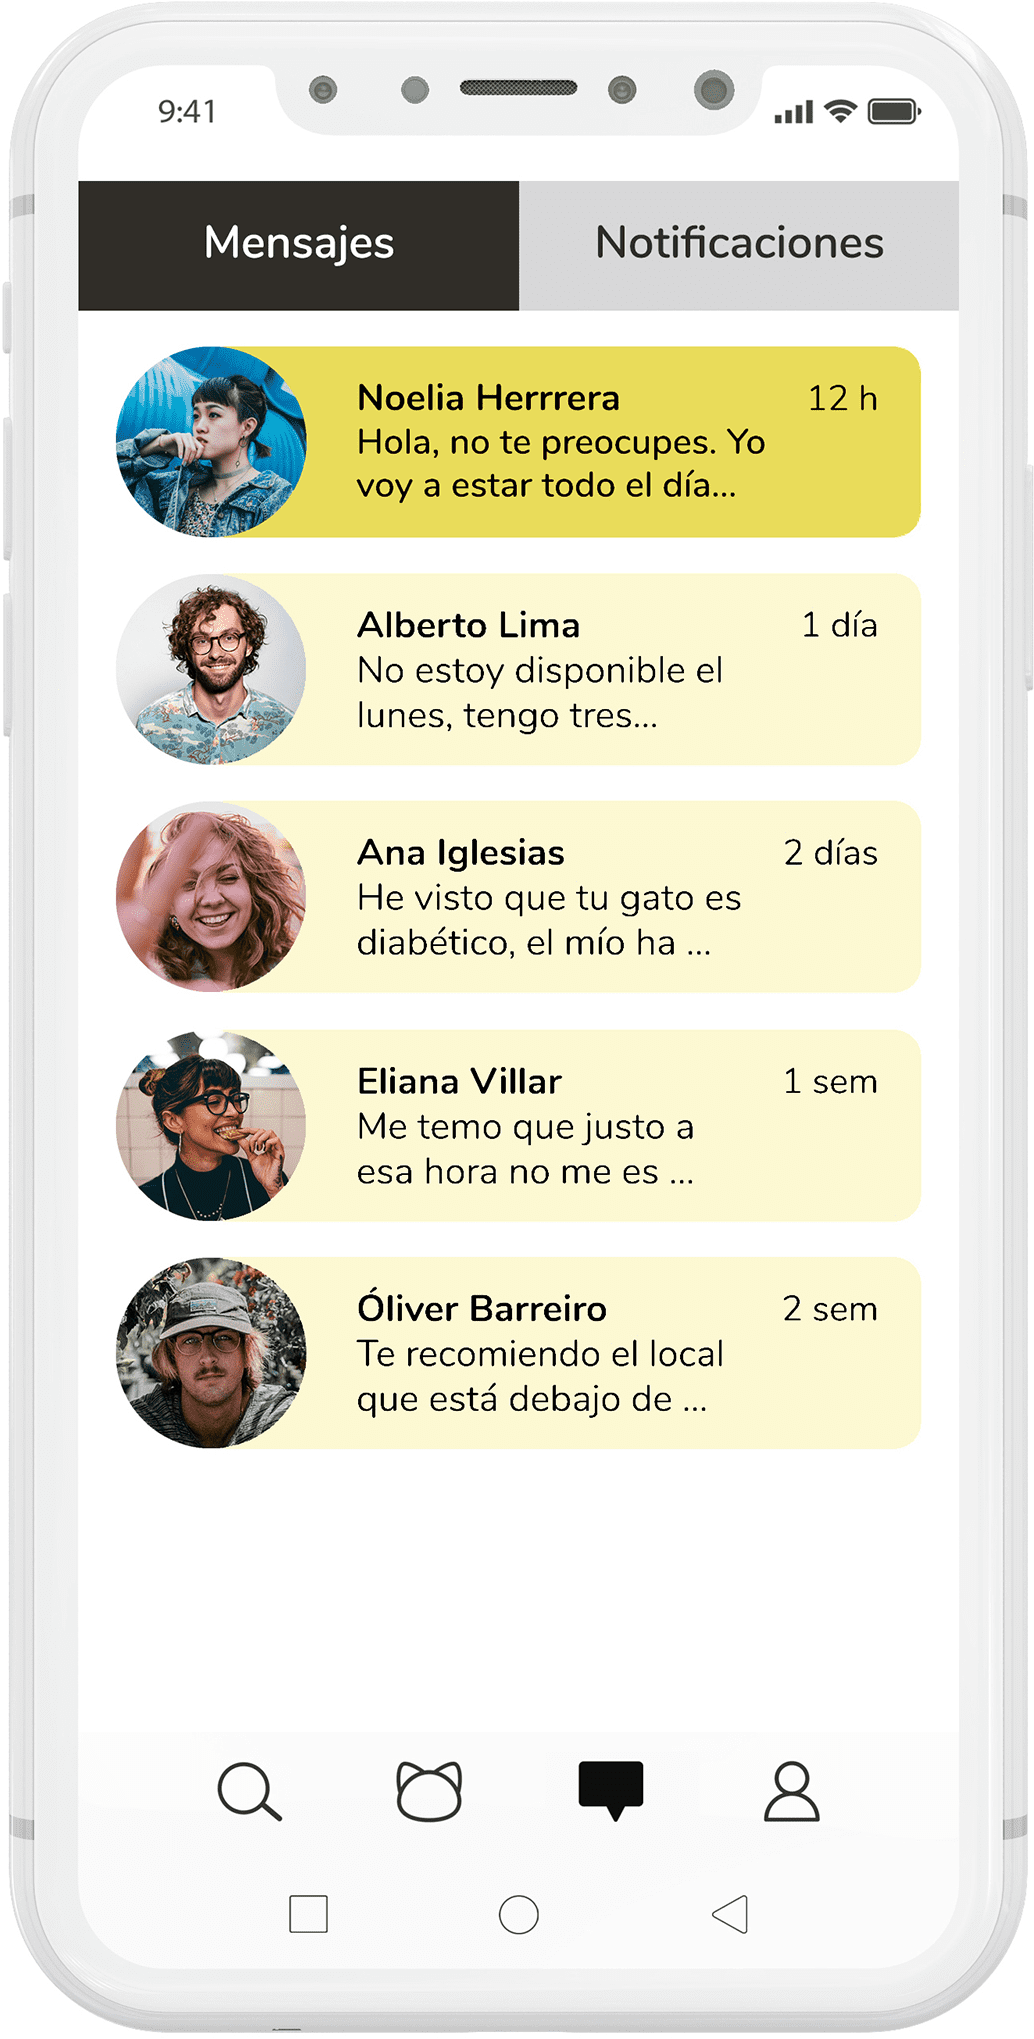 9:41
Mensajes
Notificaciones
Noelia Herrrera
12 h
Hola, no te preocupes. Yo
voy a estar todo el día...
Alberto Lima
1 día
No estoy disponible el
lunes, tengo tres...
Ana Iglesias
2 días
He visto que tu gato es
diabético, el mío ha ...
Eliana Villar
1 sem
Me temo que justo a
esa hora no me es ...
Óliver Barreiro
2 sem
Te recomiendo el local
que está debajo de ...